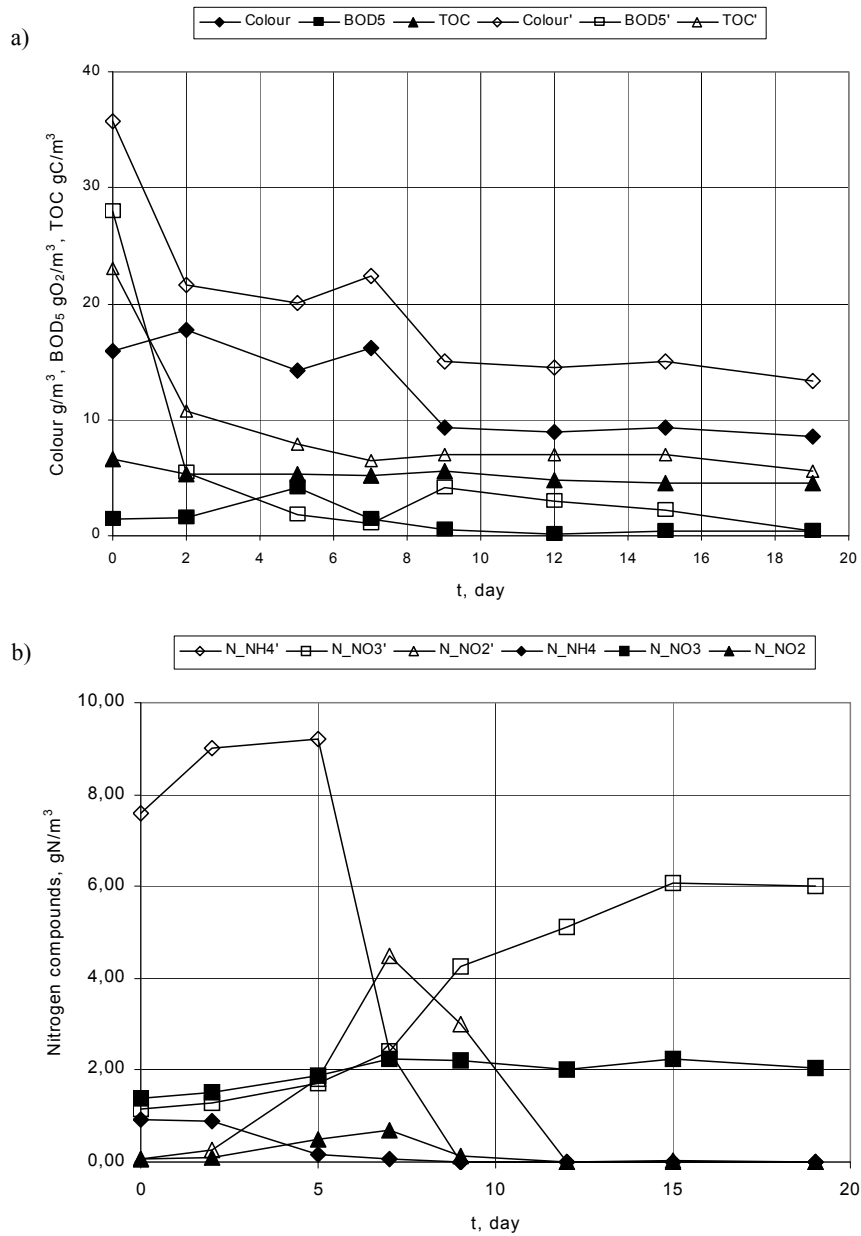 a)
Colour BOD5 TOC Colour' BOD5' TOC'
Colour g/m³, BOD₅ gO₂/m³, TOC gC/m³
40
30
20
10
0
0 2 4 6 8 10 12 14 16 18 20
t, day
b)
N_NH4' N_NO3' N_NO2' N_NH4 N_NO3 N_NO2
Nitrogen compounds, gN/m³
10,00
8,00
6,00
4,00
2,00
0,00
0 5 10 15 20
t, day